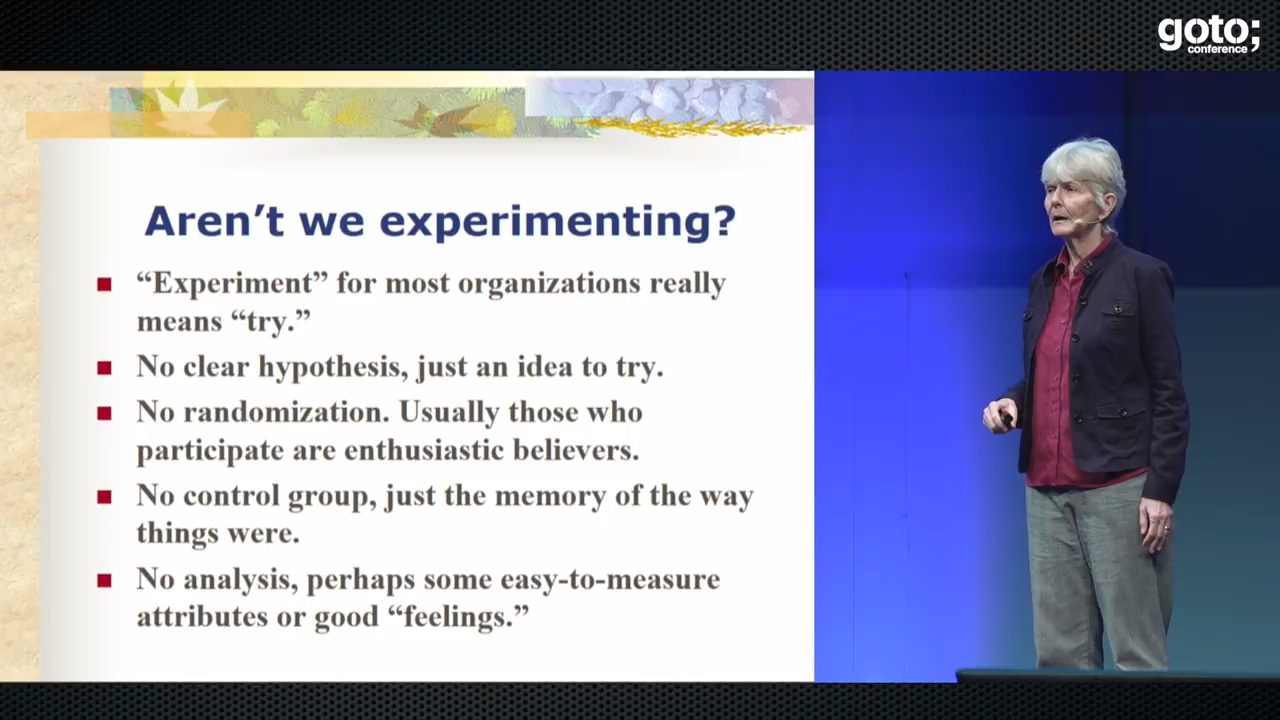 goto;
conference
Aren’t we experimenting?
“Experiment” for most organizations really
means “try.”
No clear hypothesis, just an idea to try.
No randomization. Usually those who
participate are enthusiastic believers.
No control group, just the memory of the way
things were.
No analysis, perhaps some easy-to-measure
attributes or good “feelings.”